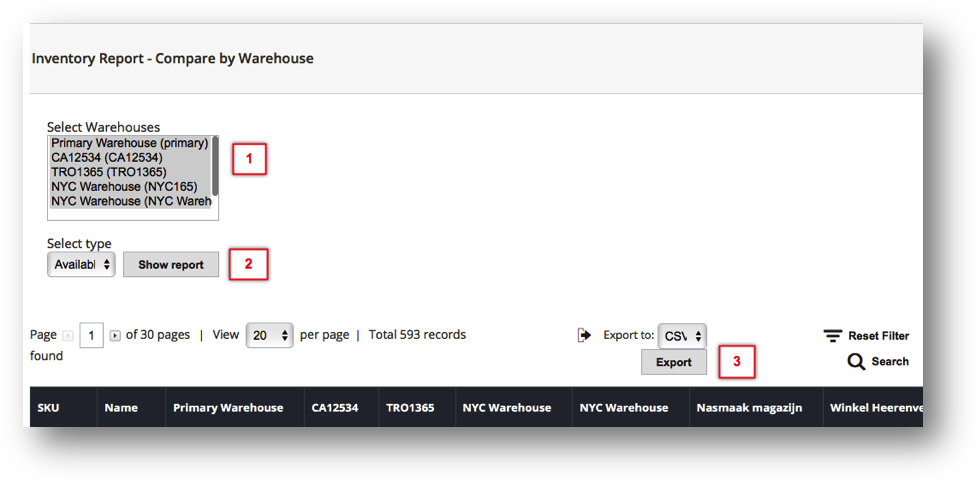 Inventory Report - Compare by Warehouse
Select Warehouses
Primary Warehouse (primary)
CA12534 (CA12534)
TRO1365 (TRO1365)
NYC Warehouse (NYC165)
NYC Warehouse (NYC Wareh
1
Select type
Availabl
Show report
2
Page 1 of 30 pages | View 20 per page | Total 593 records
found
Export to: CSV
Export
3
Reset Filter
Search
SKU Name Primary Warehouse CA12534 TRO1365 NYC Warehouse NYC Warehouse Nasmaak magazijn Winkel Heerenve